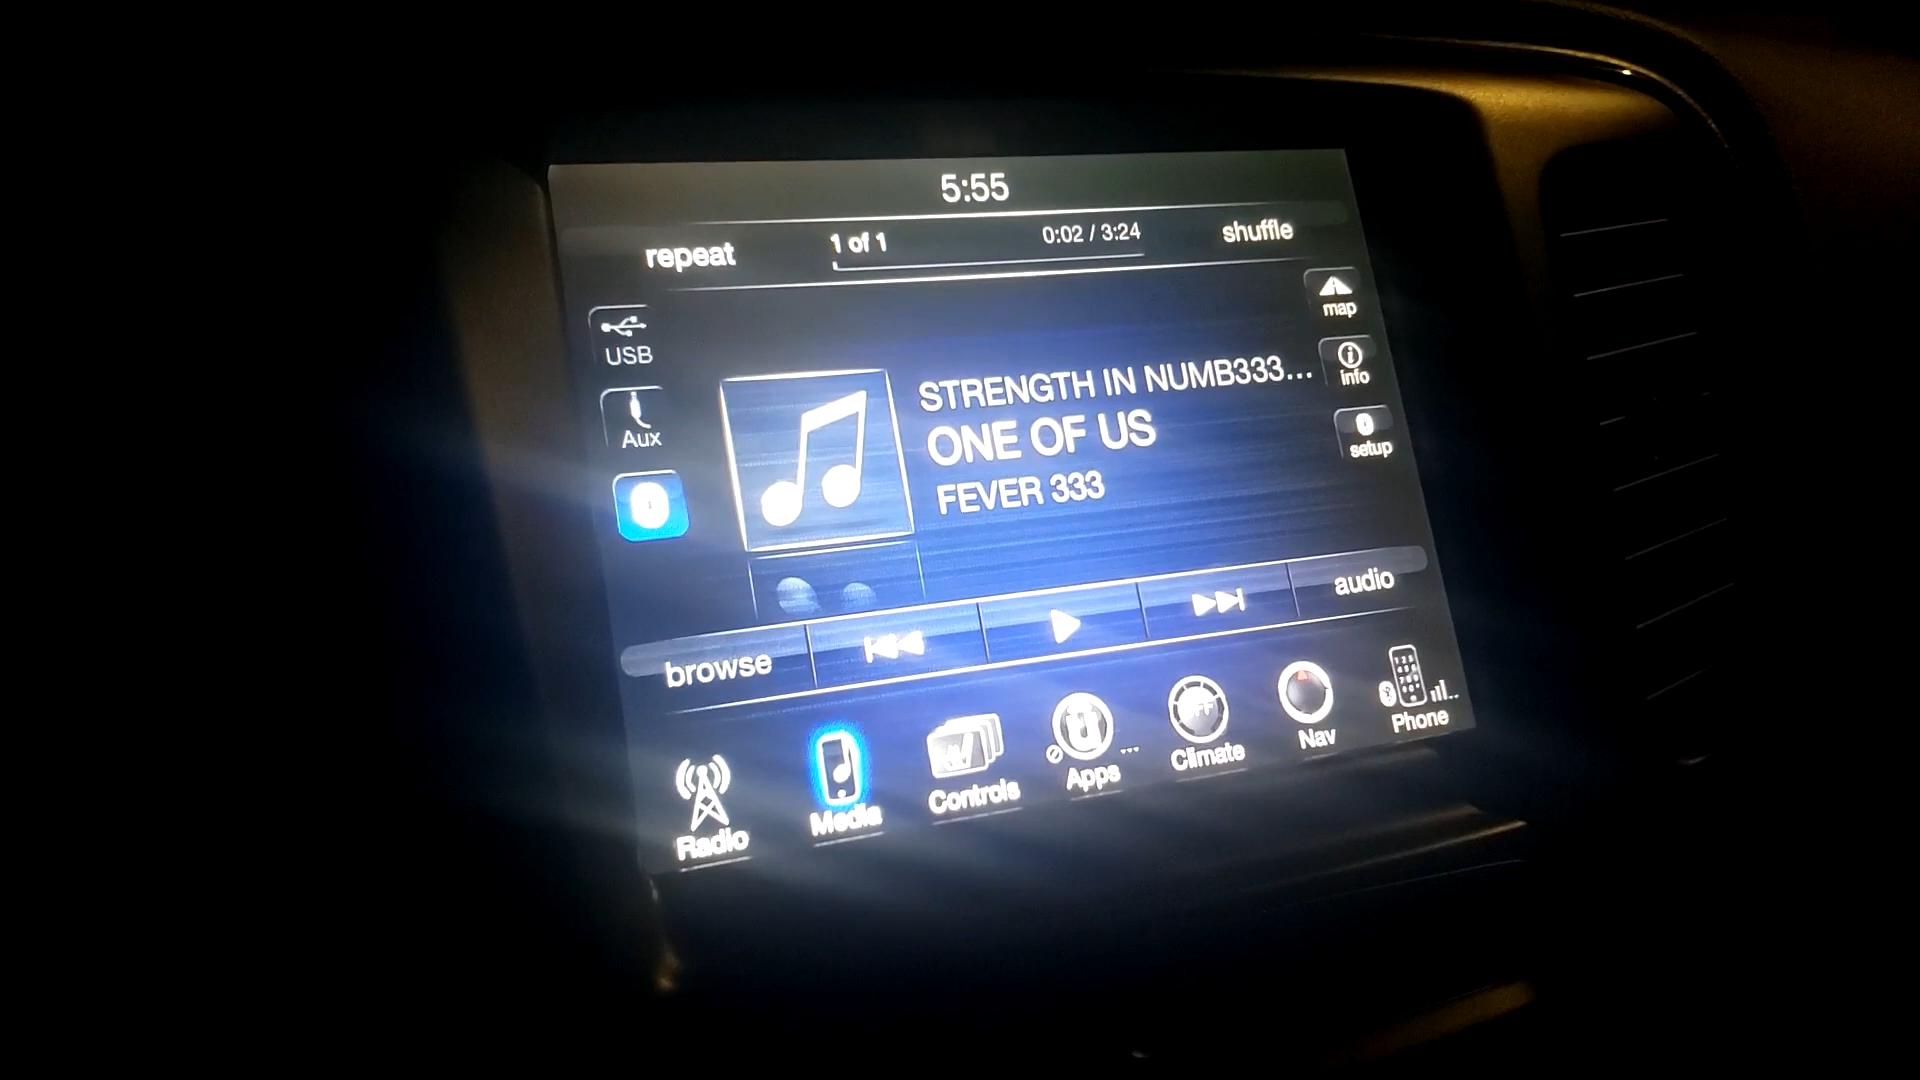 5:55
repeat
1 of 1
0:02 / 3:24
shuffle
USB
Aux
map
info
setup
STRENGTH IN NUMB333...
ONE OF US
FEVER 333
browse
audio
Radio
Media
Controls
Apps
...
OFF
Climate
Nav
Phone